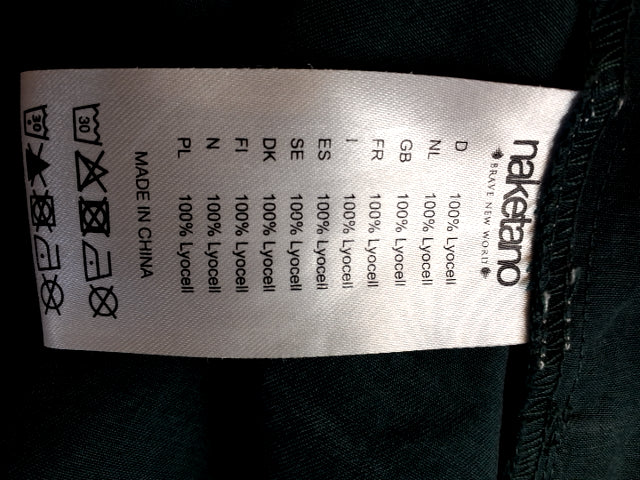 naketano
BRAVE NEW WORLD
D 100% Lyocell
NL 100% Lyocell
GB 100% Lyocell
FR 100% Lyocell
I 100% Lyocell
ES 100% Lyocell
SE 100% Lyocell
DK 100% Lyocell
FI 100% Lyocell
N 100% Lyocell
PL 100% Lyocell
MADE IN CHINA
30
30